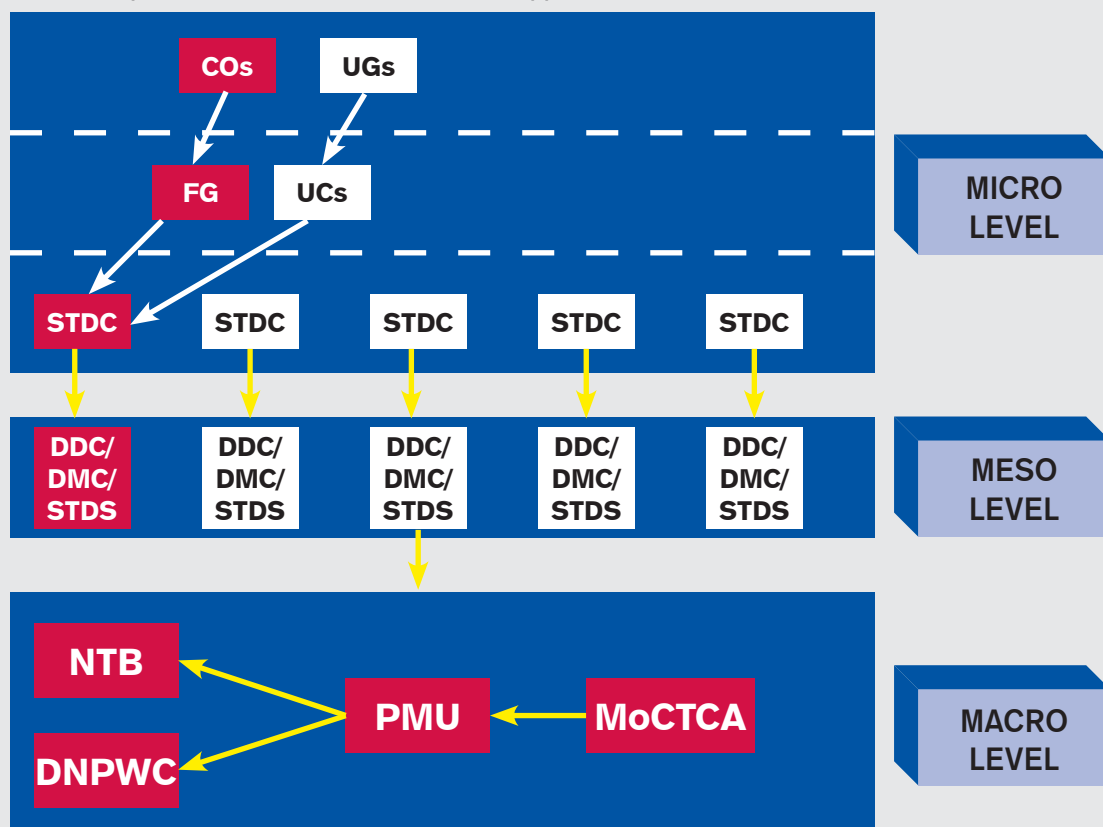 COs
UGs
FG
UCs
MICRO
LEVEL
STDC
STDC
STDC
STDC
STDC
DDC/
DMC/
STDS
DDC/
DMC/
STDS
DDC/
DMC/
STDS
DDC/
DMC/
STDS
DDC/
DMC/
STDS
MESO
LEVEL
NTB
PMU
MoCTCA
DNPWC
MACRO
LEVEL